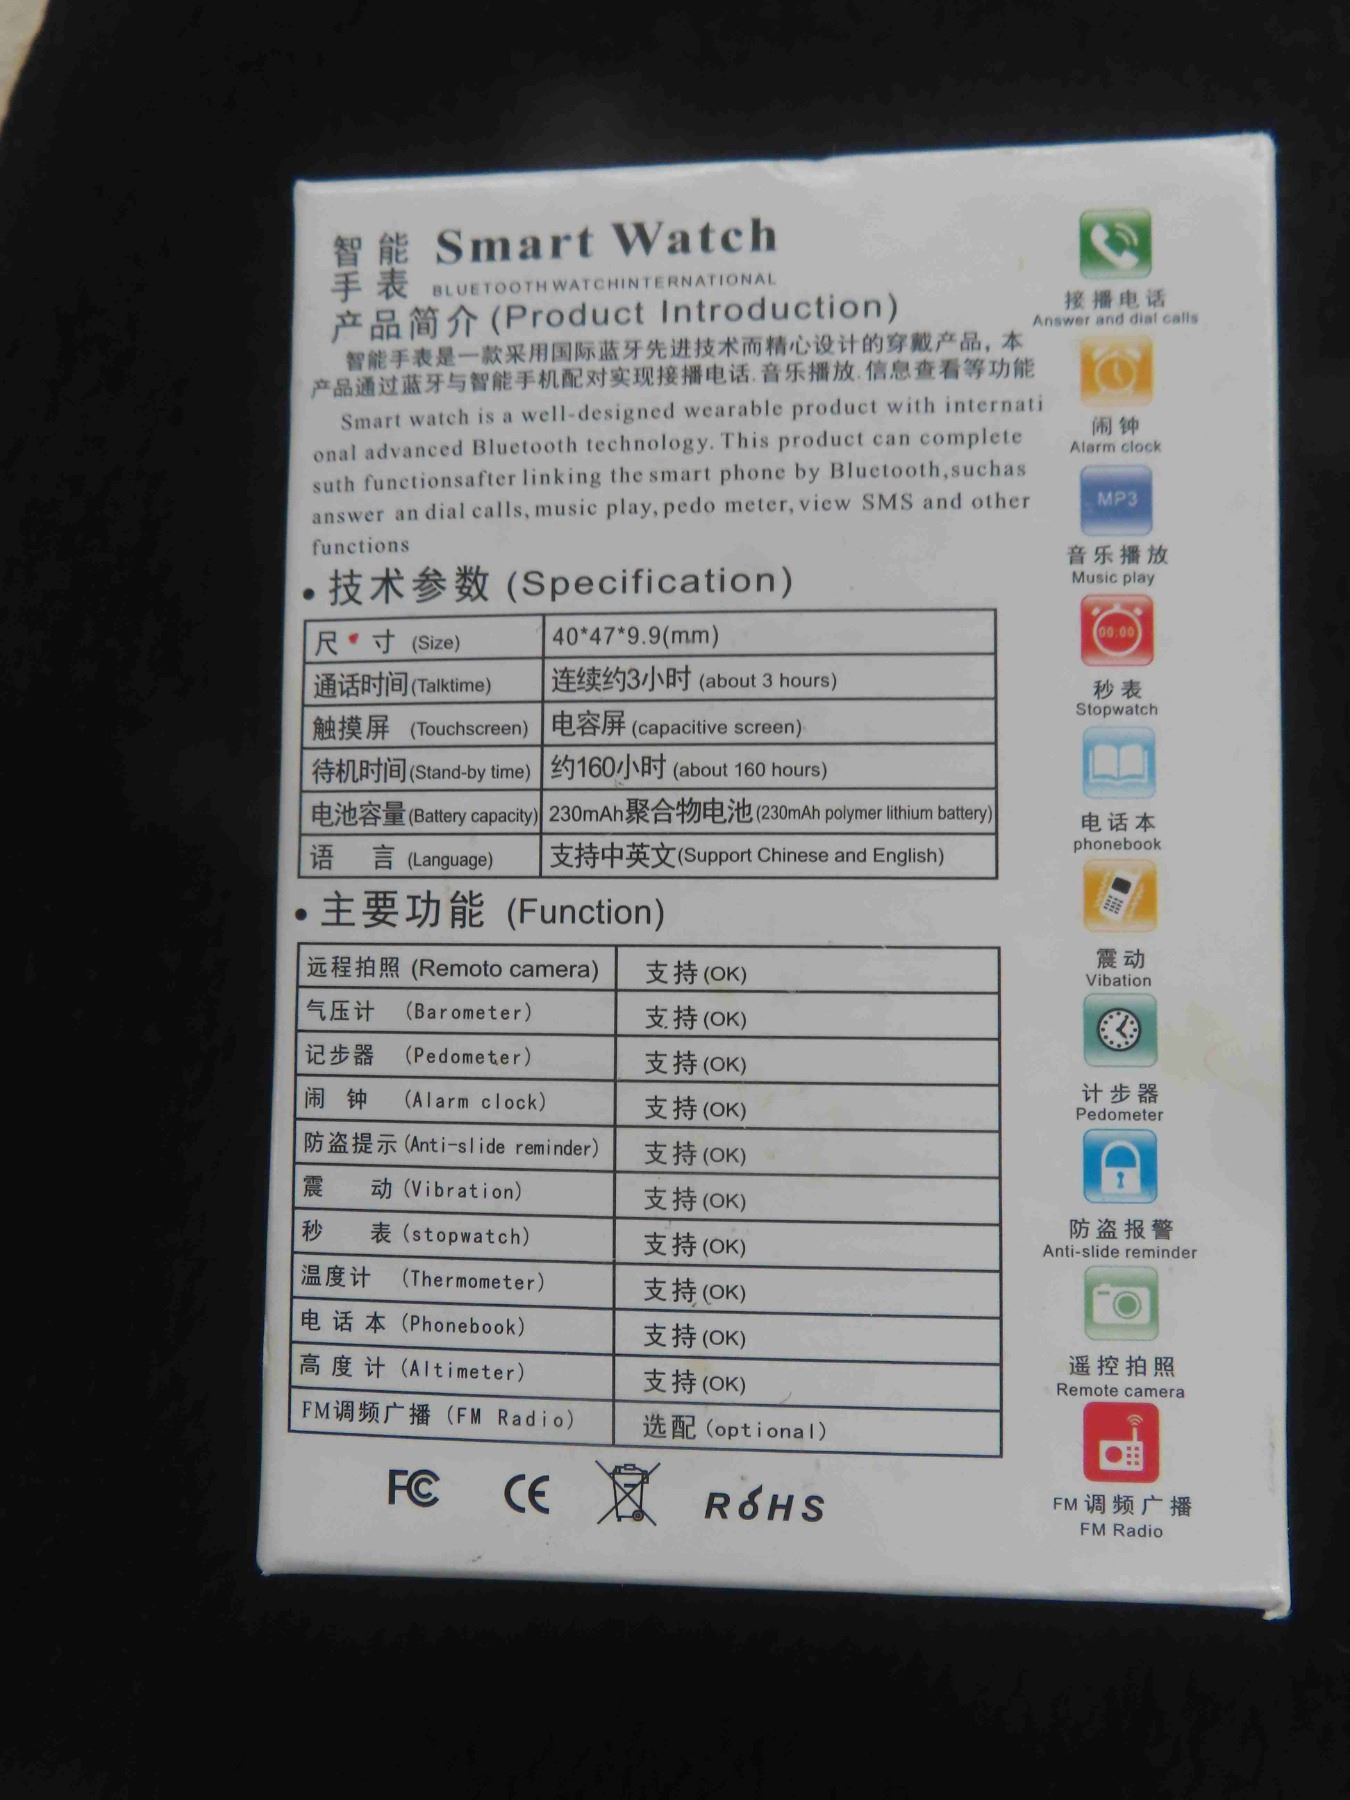 智能 Smart Watch
手表 BLUETOOTH WATCHINTERNATIONAL
产品简介 (Product Introduction)
智能手表是一款采用国际蓝牙先进技术而精心设计的穿戴产品, 本
产品通过蓝牙与智能手机配对实现接播电话.音乐播放.信息查看等功能
Smart watch is a well-designed wearable product with internati
onal advanced Bluetooth technology. This product can complete
suth functionsafter linking the smart phone by Bluetooth,suchas
answer an dial calls,music play,pedo meter,view SMS and other
functions
• 技术参数 (Specification)
尺 寸 (Size) 40*47*9.9(mm)
通话时间(Talktime) 连续约3小时 (about 3 hours)
触摸屏 (Touchscreen) 电容屏 (capacitive screen)
待机时间(Stand-by time) 约160小时 (about 160 hours)
电池容量(Battery capacity) 230mAh聚合物电池(230mAh polymer lithium battery)
语 言 (Language) 支持中英文(Support Chinese and English)
• 主要功能 (Function)
远程拍照 (Remoto camera) 支持(OK)
气压计 (Barometer) 支持(OK)
记步器 (Pedometer) 支持(OK)
闹 钟 (Alarm clock) 支持(OK)
防盗提示(Anti-slide reminder) 支持(OK)
震 动(Vibration) 支持(OK)
秒 表(stopwatch) 支持(OK)
温度计 (Thermometer) 支持(OK)
电 话 本 (Phonebook) 支持(OK)
高 度 计 (Altimeter) 支持(OK)
FM调频广播 (FM Radio) 选配(optional)
FC CE RoHS
接播电话
Answer and dial calls
闹钟
Alarm clock
MP3
音乐播放
Music play
00:00
秒表
Stopwatch
电话本
phonebook
震动
Vibation
计步器
Pedometer
防盗报警
Anti-slide reminder
遥控拍照
Remote camera
FM调频广播
FM Radio